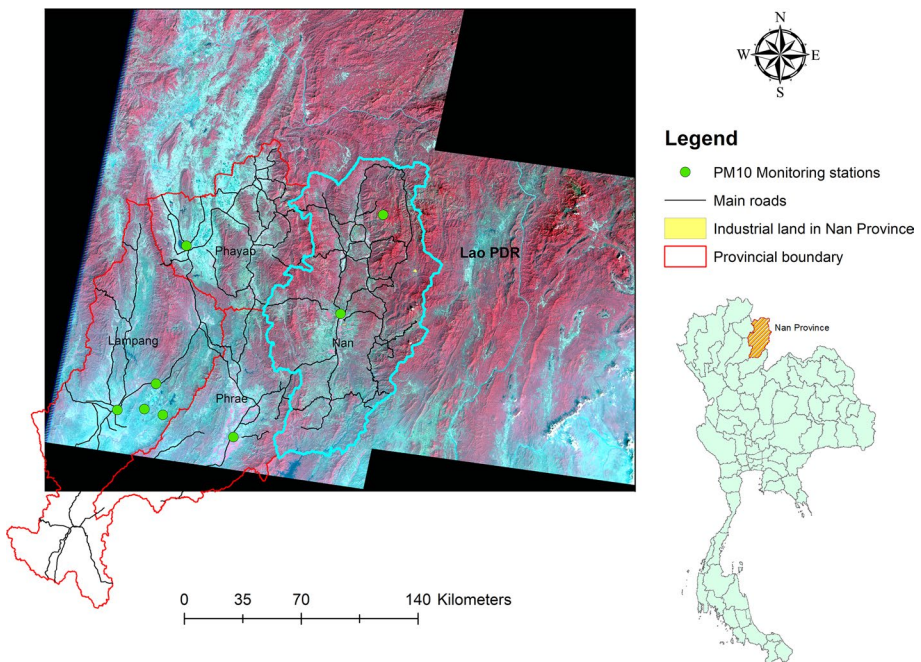 N
W E
S
Legend
PM10 Monitoring stations
Main roads
Industrial land in Nan Province
Provincial boundary
Phayao
Lao PDR
Lampang
Nan
Phrae
Nan Province
0 35 70 140 Kilometers